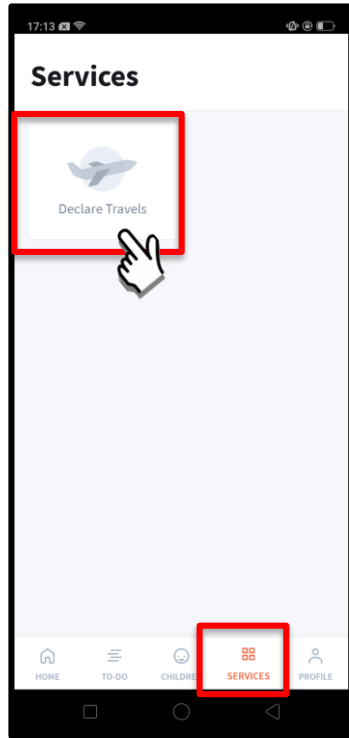 17:13
Services
Declare Travels
HOME TO-DO CHILDRE SERVICES PROFILE